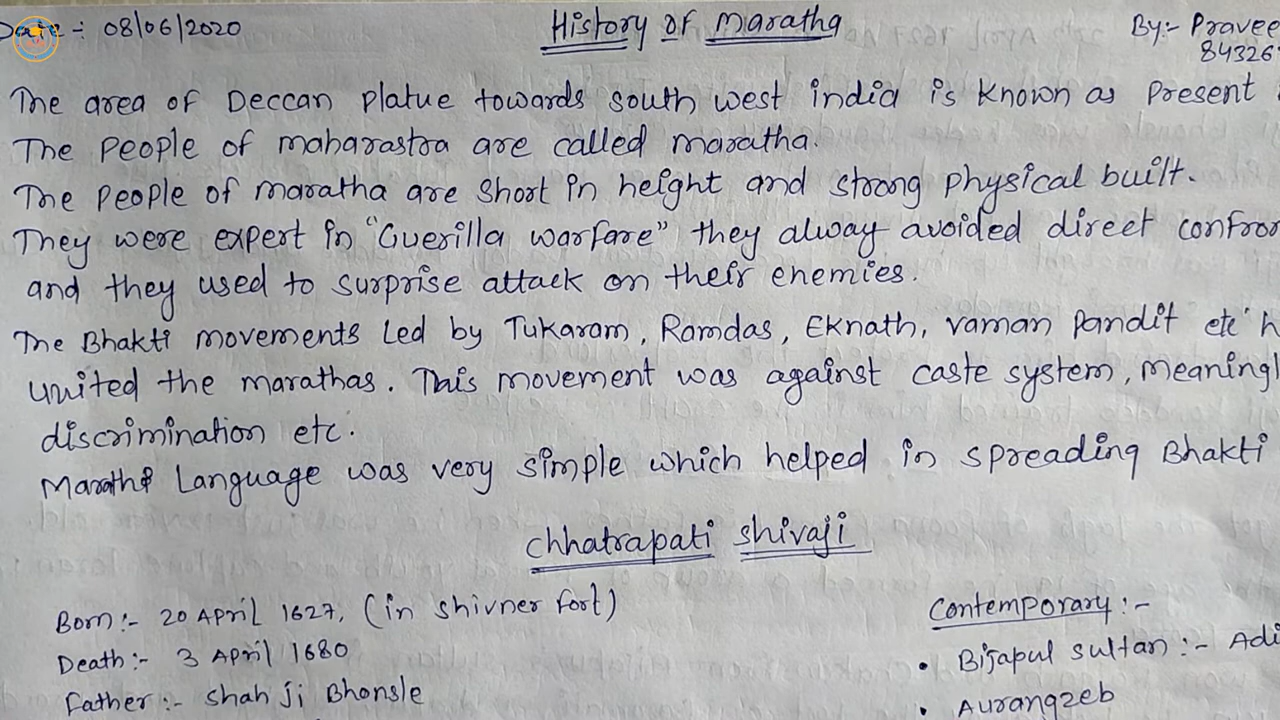 Date :- 08/06/2020
History of Maratha
By:- Pravee
84326
The area of Deccan Platue towards south west india is known as Present
The People of maharastra are called maratha.
The People of maratha are short in height and strong physical built.
They were expert in "Guerilla warfare" they alway avoided direct confron
and they used to surprise attack on their enemies.
The Bhakti movements Led by Tukaram, Ramdas, Eknath, vaman Pandit etc h
united the marathas. This movement was against caste system, meaningl
discrimination etc.
Marathi Language was very simple which helped in spreading Bhakti
Chhatrapati Shivaji
Born:- 20 April 1627, (in shivner fort)
Death:- 3 April 1680
Father:- Shah ji Bhonsle
Contemporary:-
• Bijapul sultan:- Adi
• Aurangzeb